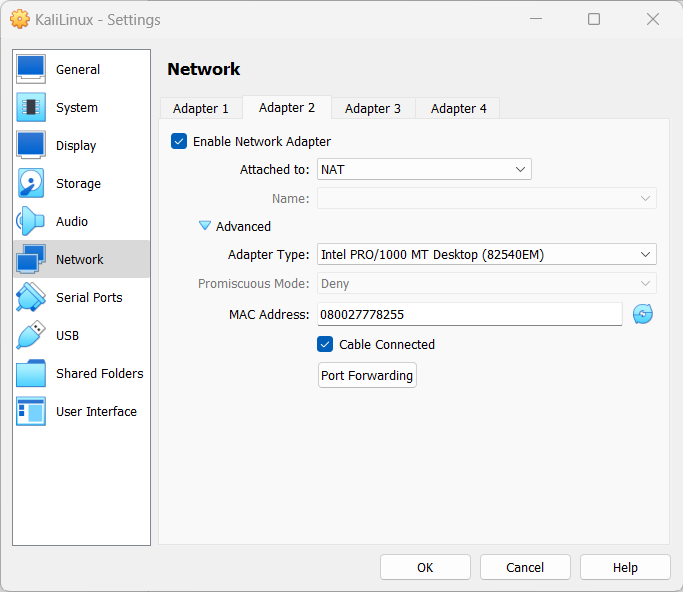 KaliLinux - Settings
General
System
Display
Storage
Audio
Network
Serial Ports
USB
Shared Folders
User Interface
Network
Adapter 1 Adapter 2 Adapter 3 Adapter 4
Enable Network Adapter
Attached to: NAT
Name:
Advanced
Adapter Type: Intel PRO/1000 MT Desktop (82540EM)
Promiscuous Mode: Deny
MAC Address: 080027778255
Cable Connected
Port Forwarding
OK Cancel Help